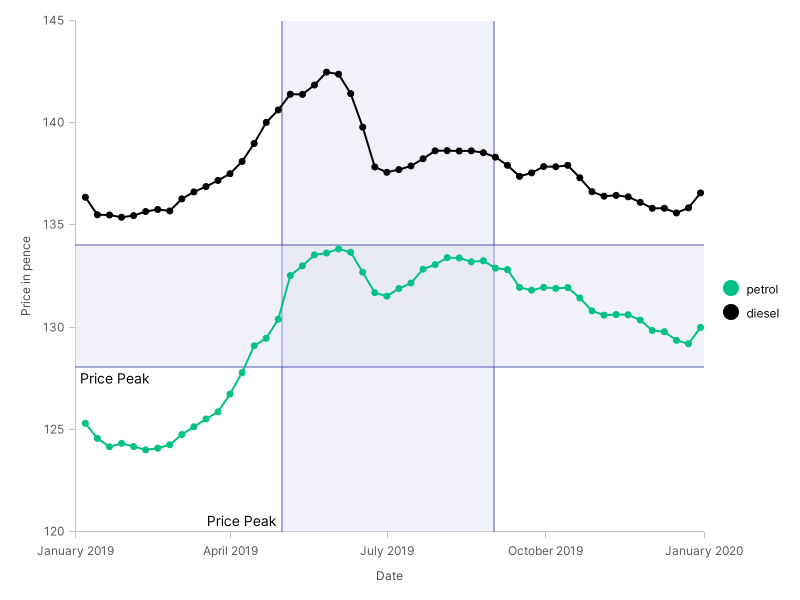 145
140
135
130
125
120
Price in pence
Price Peak
Price Peak
January 2019
April 2019
July 2019
October 2019
January 2020
Date
petrol
diesel